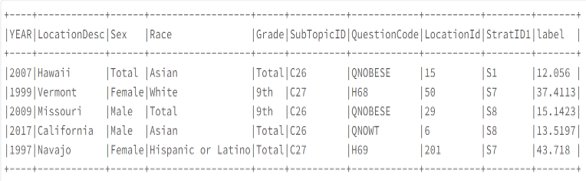 +----+------------+------+------------------+-----+----------+------------+----------+--------+-------+
|YEAR|LocationDesc|Sex   |Race              |Grade|SubTopicID|QuestionCode|LocationId|StratID1|label  |
+----+------------+------+------------------+-----+----------+------------+----------+--------+-------+
|2007|Hawaii      |Total |Asian             |Total|C26       |QNOBESE     |15        |S1      |12.056 |
|1999|Vermont     |Female|White             |9th  |C27       |H68         |50        |S7      |37.4113|
|2009|Missouri    |Male  |Total             |9th  |C26       |QNOBESE     |29        |S8      |15.1423|
|2017|California  |Male  |Asian             |Total|C26       |QNOWT       |6         |S8      |13.5197|
|1997|Navajo      |Female|Hispanic or Latino|Total|C27       |H69         |201       |S7      |43.718 |
+----+------------+------+------------------+-----+----------+------------+----------+--------+-------+